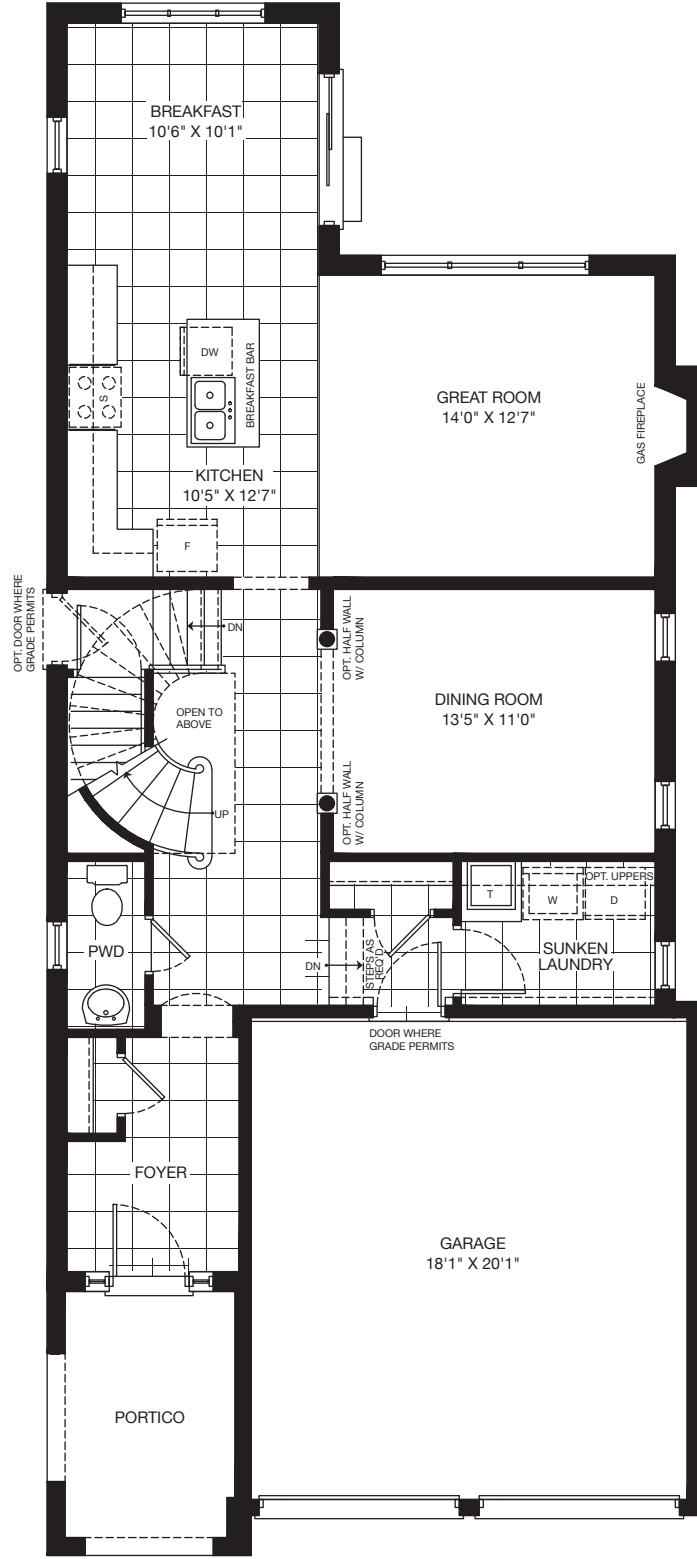 BREAKFAST
10'6" X 10'1"
DW
BREAKFAST BAR
S
KITCHEN
10'5" X 12'7"
F
GREAT ROOM
14'0" X 12'7"
GAS FIREPLACE
OPT. DOOR WHERE
GRADE PERMITS
DN
OPT. HALF WALL
W/ COLUMN
OPEN TO
ABOVE
DINING ROOM
13'5" X 11'0"
UP
OPT. HALF WALL
W/ COLUMN
T
W
OPT. UPPERS
D
PWD
DN
STEPS AS
REQ'D
SUNKEN
LAUNDRY
DOOR WHERE
GRADE PERMITS
FOYER
GARAGE
18'1" X 20'1"
PORTICO